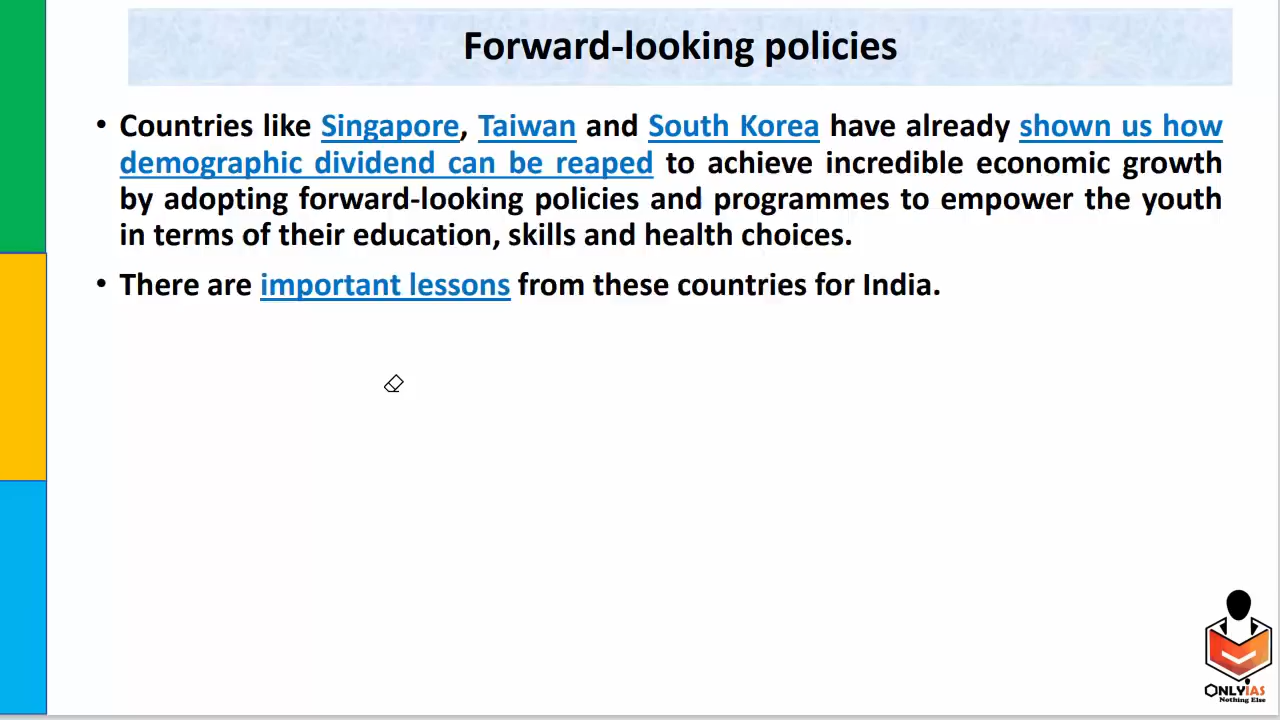 Forward-looking policies
• Countries like Singapore, Taiwan and South Korea have already shown us how
demographic dividend can be reaped to achieve incredible economic growth
by adopting forward-looking policies and programmes to empower the youth
in terms of their education, skills and health choices.
• There are important lessons from these countries for India.
ONLYIAS
Nothing Else